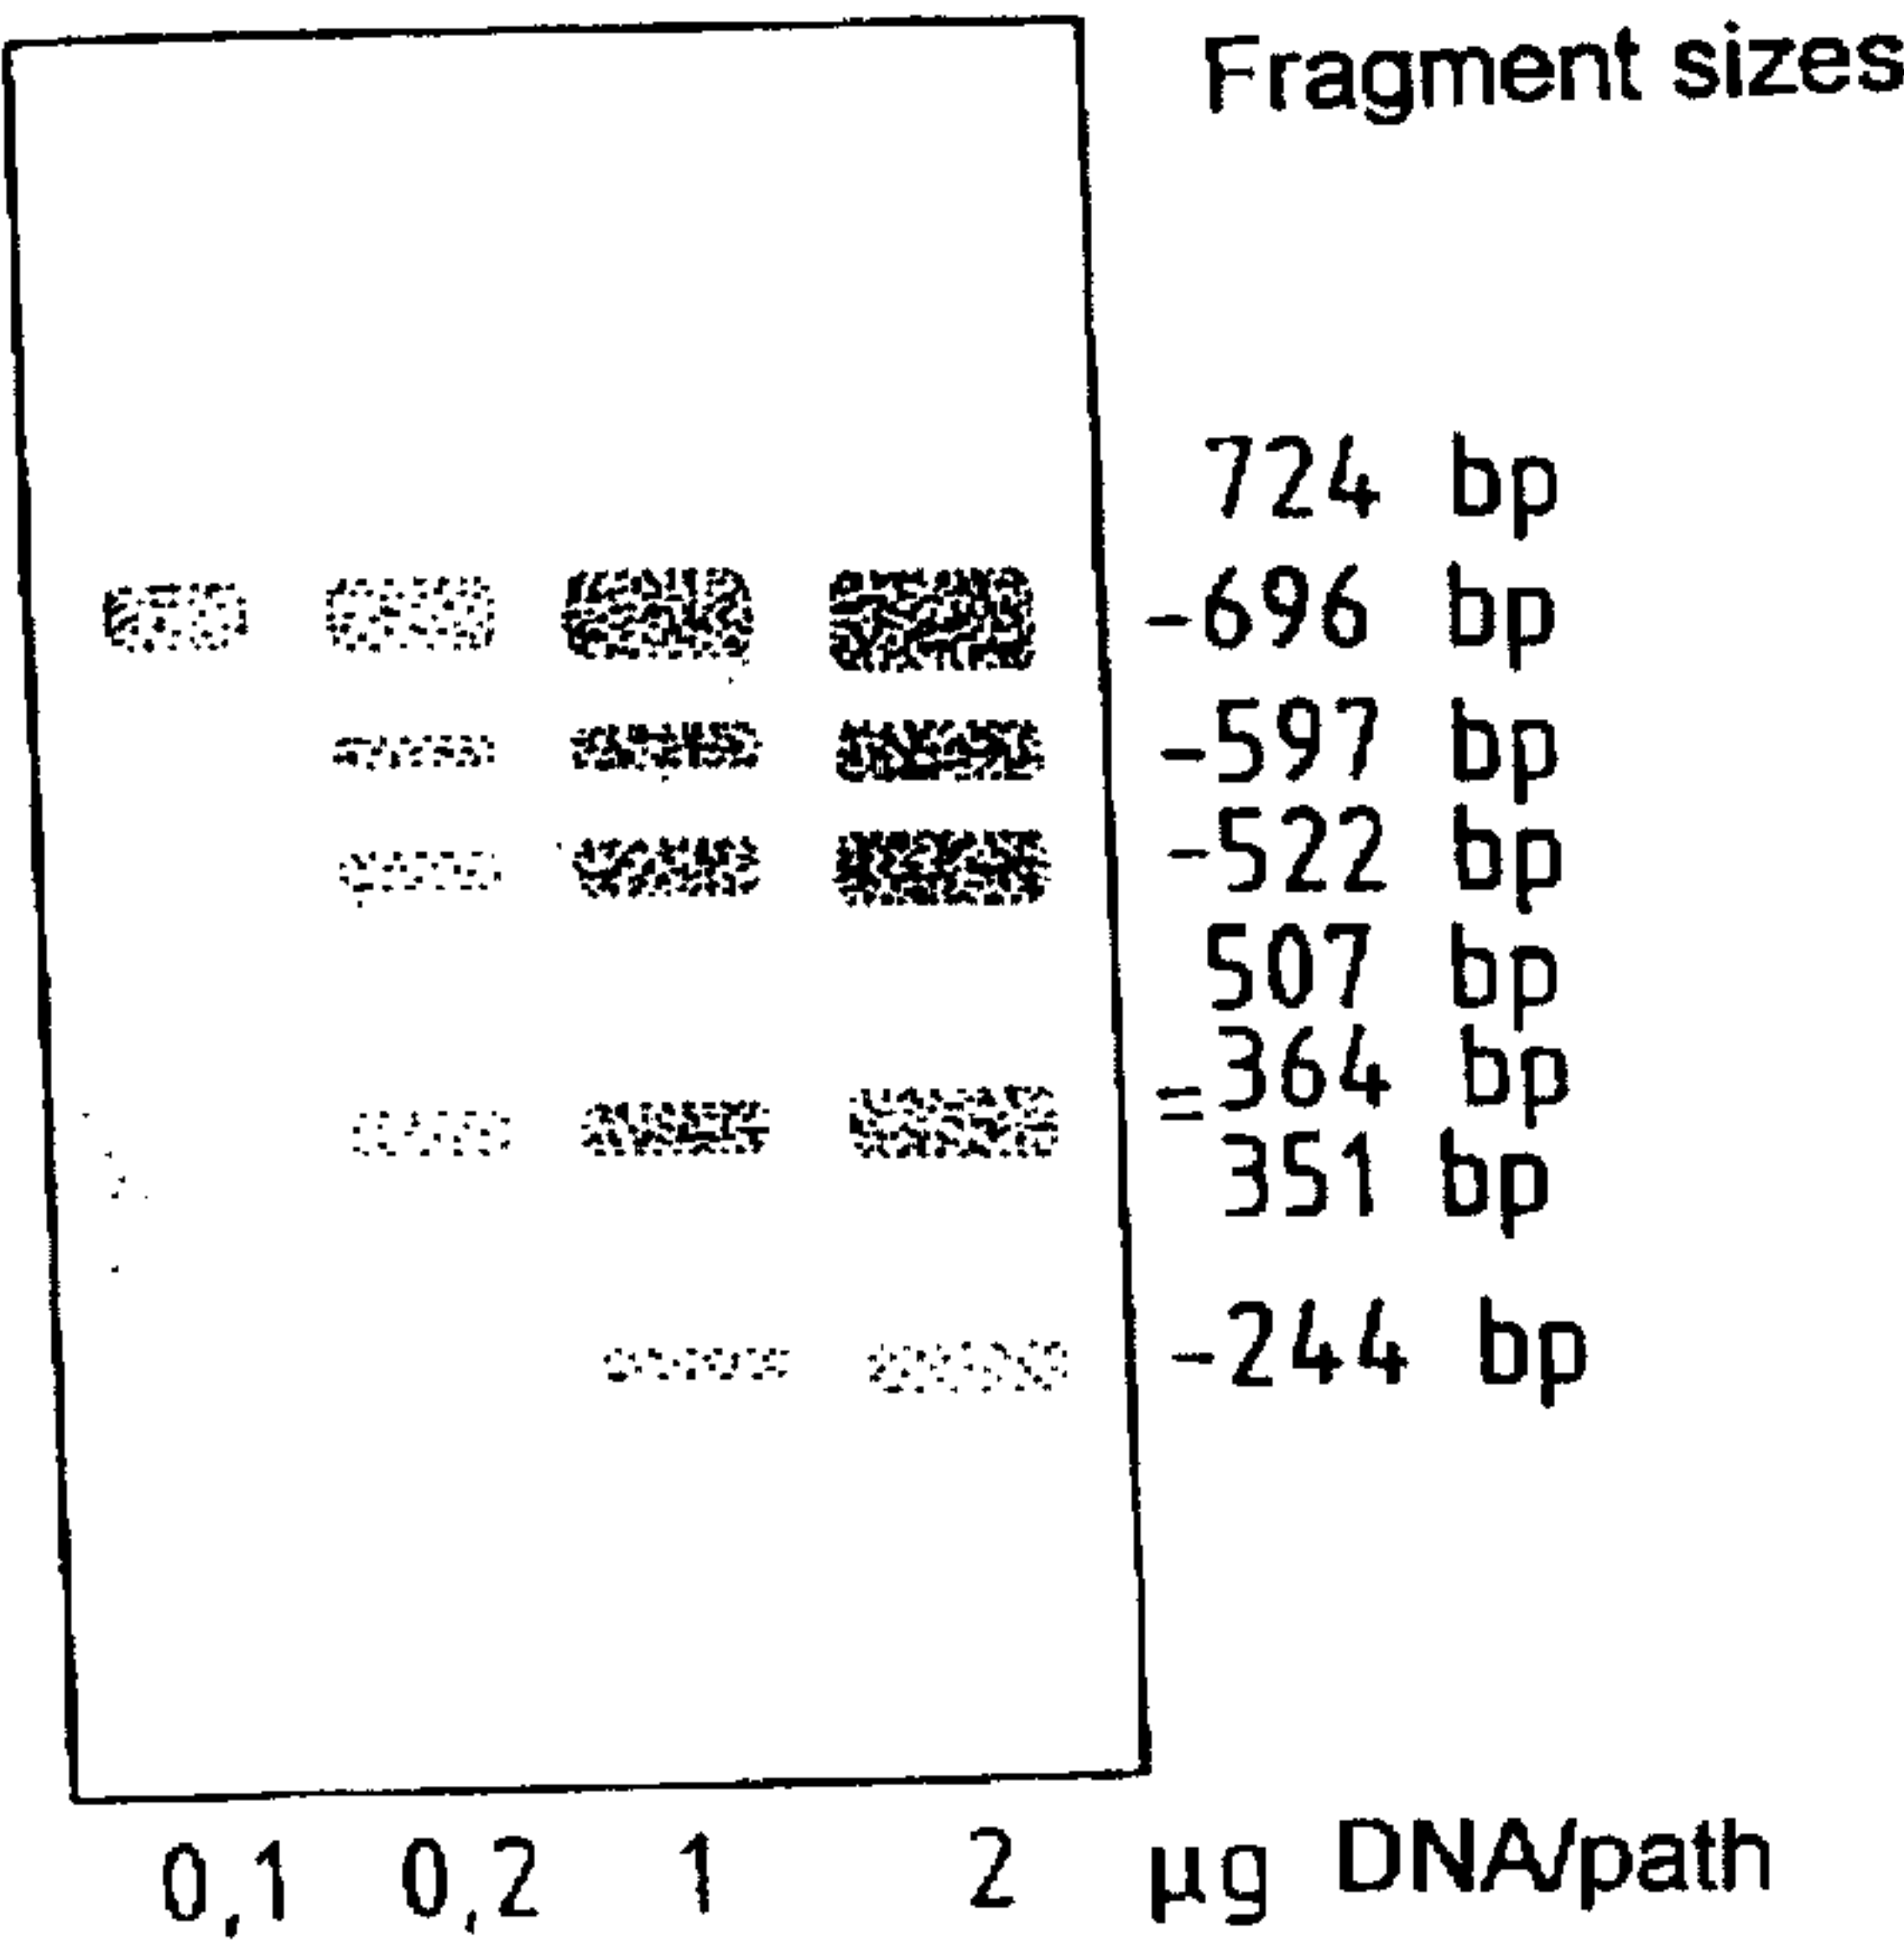 Fragment sizes
724 bp
-696 bp
-597 bp
-522 bp
507 bp
364 bp
351 bp
-244 bp
0,1 0,2 1 2 µg DNA/path